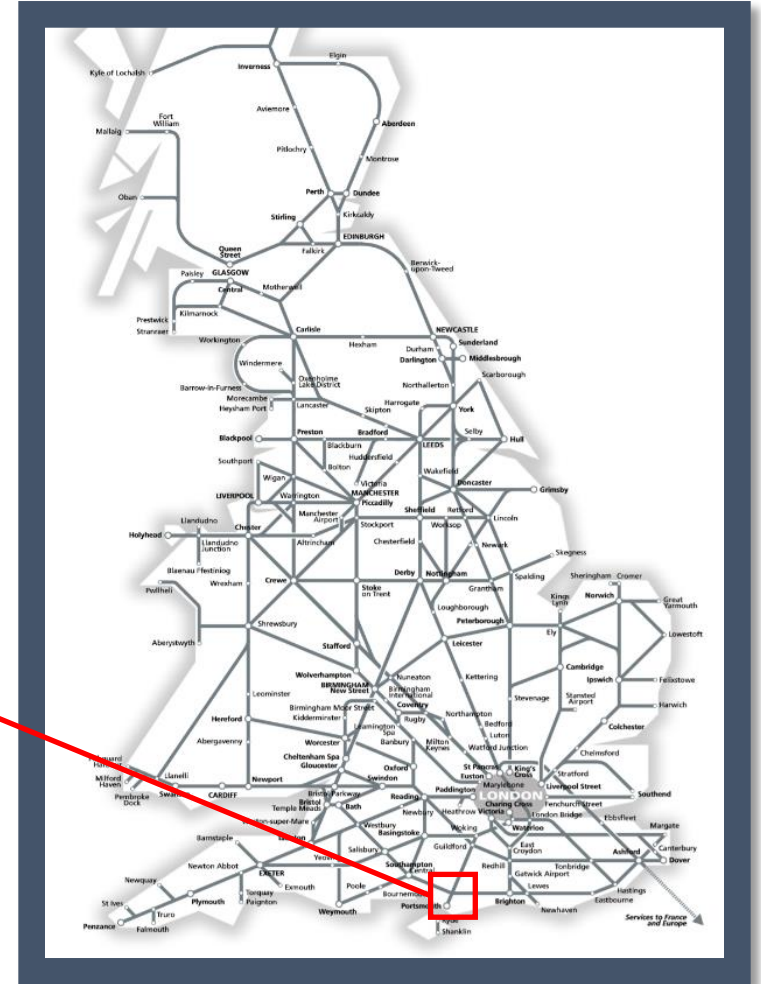 Elgin
Inverness
Kyle of Lochalsh
Aviemore
Fort
William
Aberdeen
Mallaig
Pitlochry
Montrose
Perth
Dundee
Oban
Kirkcaldy
Stirling
EDINBURGH
Queen
Street
Falkirk
Berwick-
upon-Tweed
Paisley
GLASGOW
Central
Motherwell
Prestwick
Kilmarnock
Stranraer
Carlisle
NEWCASTLE
Workington
Hexham
Durham
Sunderland
Darlington
Middlesbrough
Windermere
Scarborough
Oxenholme
Lake District
Barrow-in-Furness
Northallerton
Morecambe
Lancaster
Harrogate
Heysham Port
Skipton
York
Blackpool
Preston
Bradford
Selby
Blackburn
LEEDS
Hull
Huddersfield
Southport
Bolton
Wakefield
Wigan
Victoria
Doncaster
MANCHESTER
Grimsby
LIVERPOOL
Warrington
Piccadilly
Manchester
Airport
Sheffield
Retford
Llandudno
Lincoln
Chester
Stockport
Worksop
Holyhead
Llandudno
Junction
Altrincham
Chesterfield
Newark
Skegness
Blaenau Ffestiniog
Derby
Nottingham
Spalding
Sheringham
Cromer
Pwllheli
Wrexham
Crewe
Stoke
on Trent
Grantham
Kings
Lynn
Norwich
Great
Yarmouth
Loughborough
Peterborough
Shrewsbury
Ely
Lowestoft
Aberystwyth
Stafford
Leicester
Cambridge
Wolverhampton
Nuneaton
Kettering
Ipswich
Felixstowe
BIRMINGHAM
New Street
Birmingham
International
Stansted
Airport
Leominster
Coventry
Stevenage
Harwich
Birmingham Moor Street
Northampton
Hereford
Kidderminster
Rugby
Bedford
Colchester
Leamington
Spa
Luton
Abergavenny
Worcester
Banbury
Milton
Keynes
Watford Junction
Chelmsford
Cheltenham Spa
Gloucester
Oxford
St Pancras
King's
Cross
Euston
Stratford
Llanelli
Swindon
Marylebone
Liverpool Street
Milford
Haven
Newport
Paddington
Southend
Pembroke
Dock
CARDIFF
Bristol Parkway
Reading
LONDON
Bristol
Temple Meads
Bath
Heathrow
Victoria
Charing Cross
Fenchurch Street
Newbury
London Bridge
Ebbsfleet
Westbury
Basingstoke
Woking
Waterloo
Margate
Barnstaple
Salisbury
Guildford
East
Croydon
Canterbury
Newton Abbot
Southampton
Central
Redhill
Tonbridge
Ashford
Dover
EXETER
Gatwick Airport
Newquay
Exmouth
Poole
Lewes
Hastings
St Ives
Plymouth
Torquay
Paignton
Portsmouth
Brighton
Eastbourne
Truro
Weymouth
Newhaven
Penzance
Falmouth
Services to France
and Europe
Shanklin